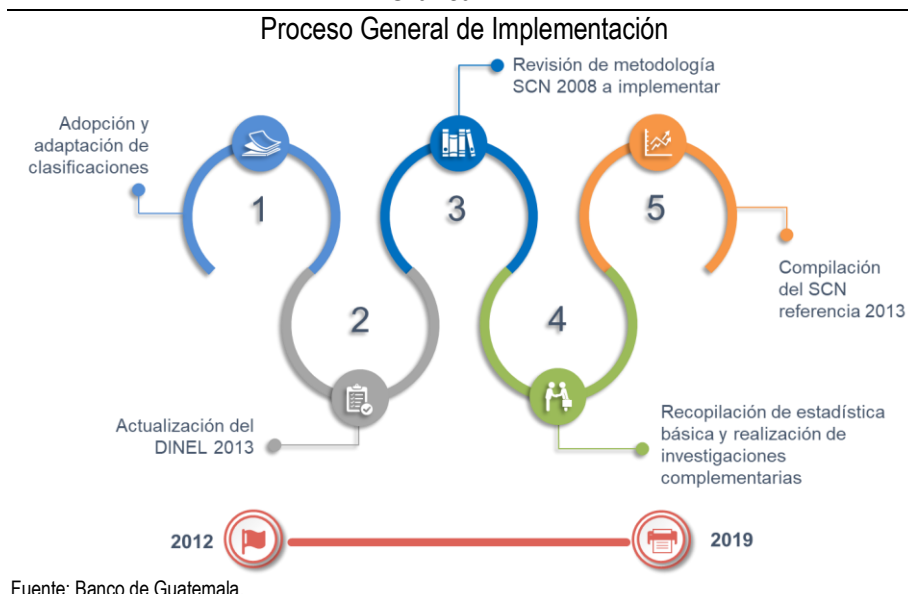 Proceso General de Implementación
Revisión de metodología
SCN 2008 a implementar
Adopción y
adaptación de
clasificaciones
1
3
5
Compilación
del SCN
referencia 2013
2
4
Actualización del
DINEL 2013
Recopilación de estadística
básica y realización de
investigaciones
complementarias
2012
2019
Fuente: Banco de Guatemala